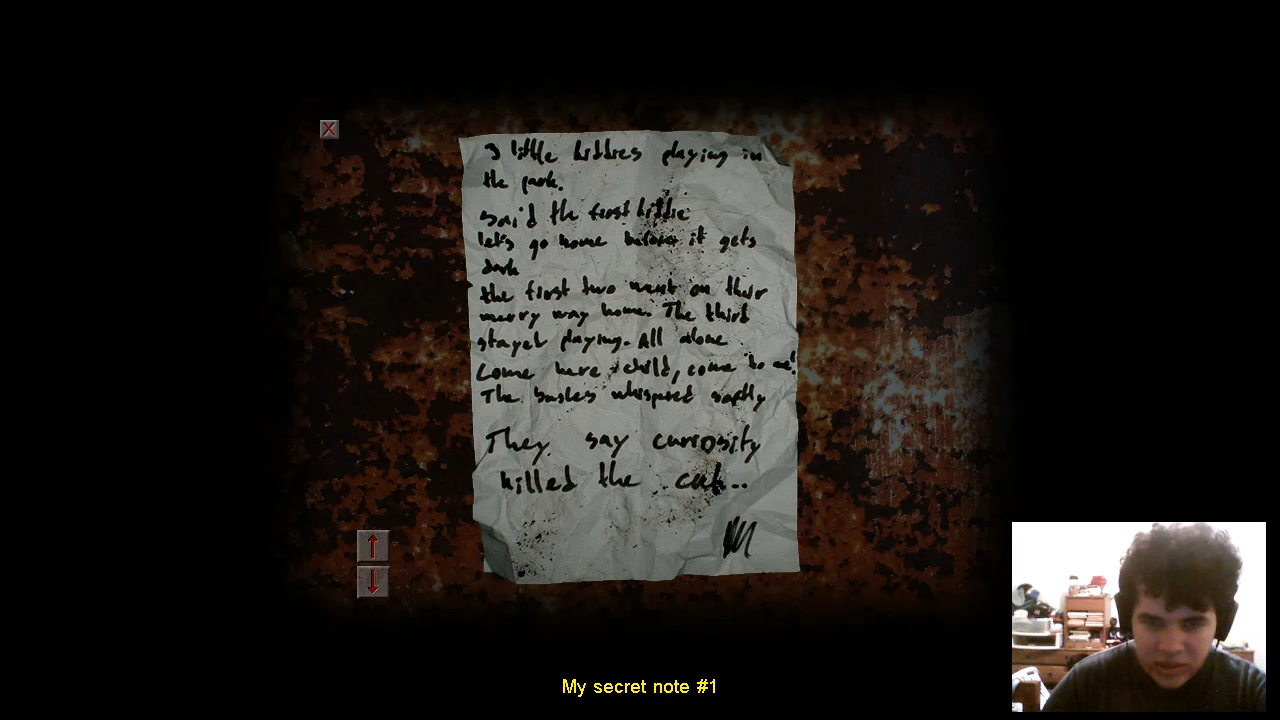 3 little kiddies playing in
the park.
Said the first kiddie
let's go home before it gets
dark
the first two went on their
merry way home. The third
stayed playing. All alone
Come here child, come to me!
The bushes whispered softly
They say curiosity
killed the cat..
My secret note #1